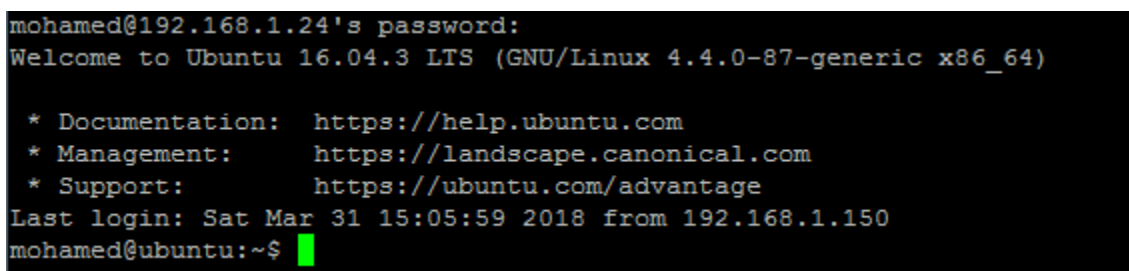 mohamed@192.168.1.24's password:
Welcome to Ubuntu 16.04.3 LTS (GNU/Linux 4.4.0-87-generic x86_64)
* Documentation:  https://help.ubuntu.com
* Management:     https://landscape.canonical.com
* Support:        https://ubuntu.com/advantage
Last login: Sat Mar 31 15:05:59 2018 from 192.168.1.150
mohamed@ubuntu:~$